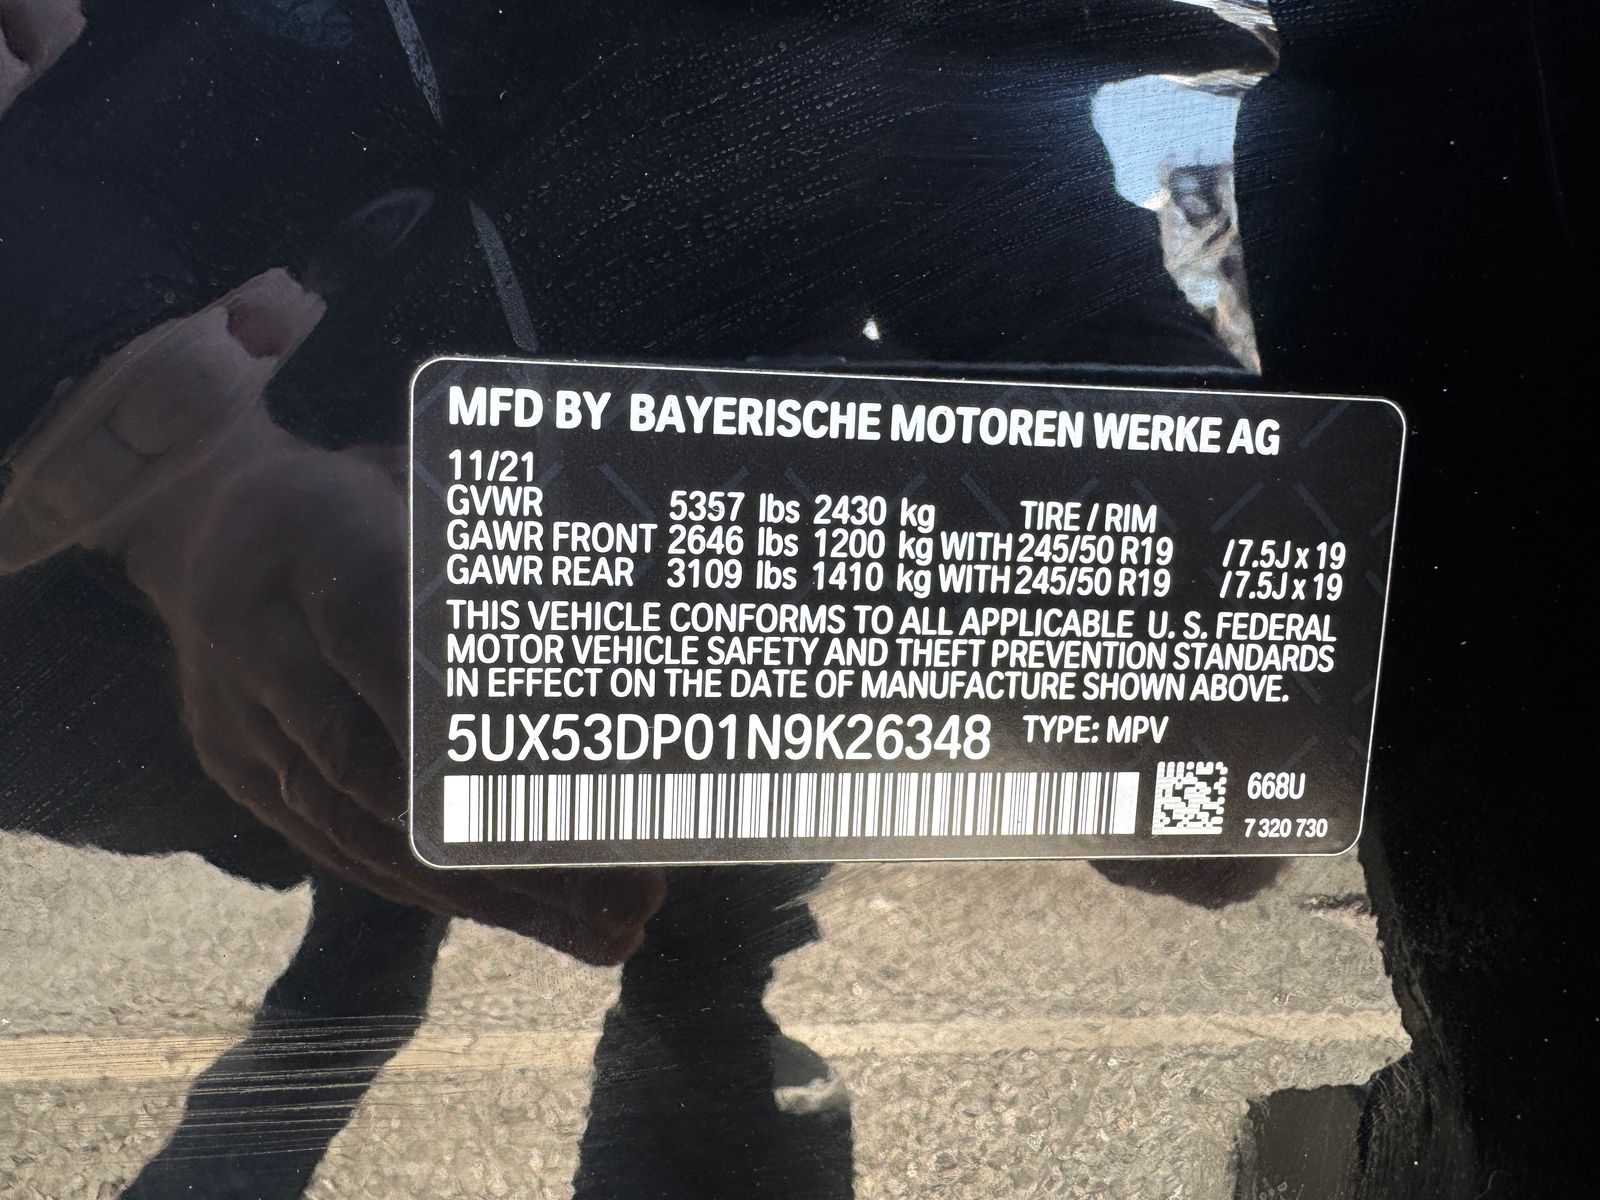 MFD BY BAYERISCHE MOTOREN WERKE AG
11/21
GVWR 5357 lbs 2430 kg TIRE / RIM
GAWR FRONT 2646 lbs 1200 kg WITH 245/50 R19 / 7.5J x 19
GAWR REAR 3109 lbs 1410 kg WITH 245/50 R19 / 7.5J x 19
THIS VEHICLE CONFORMS TO ALL APPLICABLE U. S. FEDERAL
MOTOR VEHICLE SAFETY AND THEFT PREVENTION STANDARDS
IN EFFECT ON THE DATE OF MANUFACTURE SHOWN ABOVE.
5UX53DP01N9K26348 TYPE: MPV
668U
7 320 730